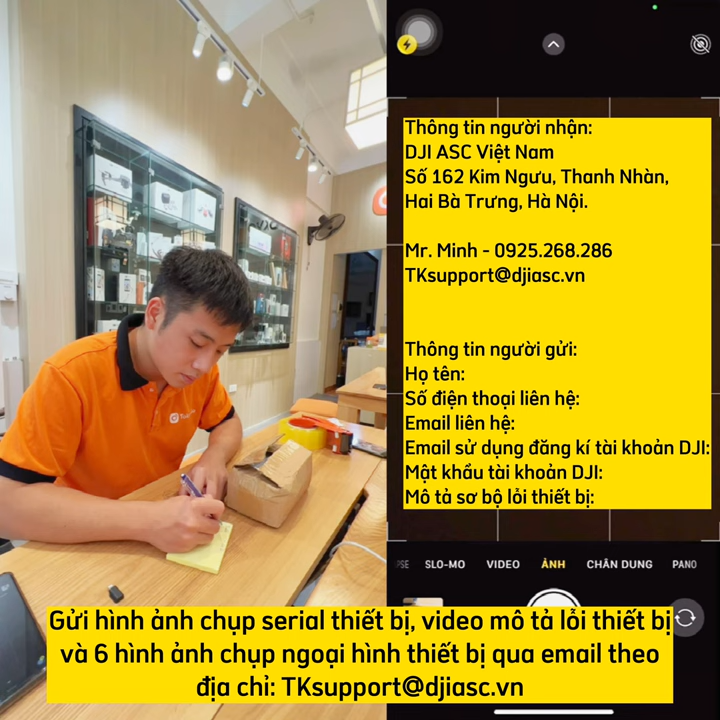 Thông tin người nhận:
DJI ASC Việt Nam
Số 162 Kim Ngưu, Thanh Nhàn,
Hai Bà Trưng, Hà Nội.
Mr. Minh - 0925.268.286
TKsupport@djiasc.vn
Thông tin người gửi:
Họ tên:
Số điện thoại liên hệ:
Email liên hệ:
Email sử dụng đăng kí tài khoản DJI:
Mật khẩu tài khoản DJI:
Mô tả sơ bộ lỗi thiết bị:
SLO-MO VIDEO ẢNH CHÂN DUNG PANO
Gửi hình ảnh chụp serial thiết bị, video mô tả lỗi thiết bị
và 6 hình ảnh chụp ngoại hình thiết bị qua email theo
địa chỉ: TKsupport@djiasc.vn